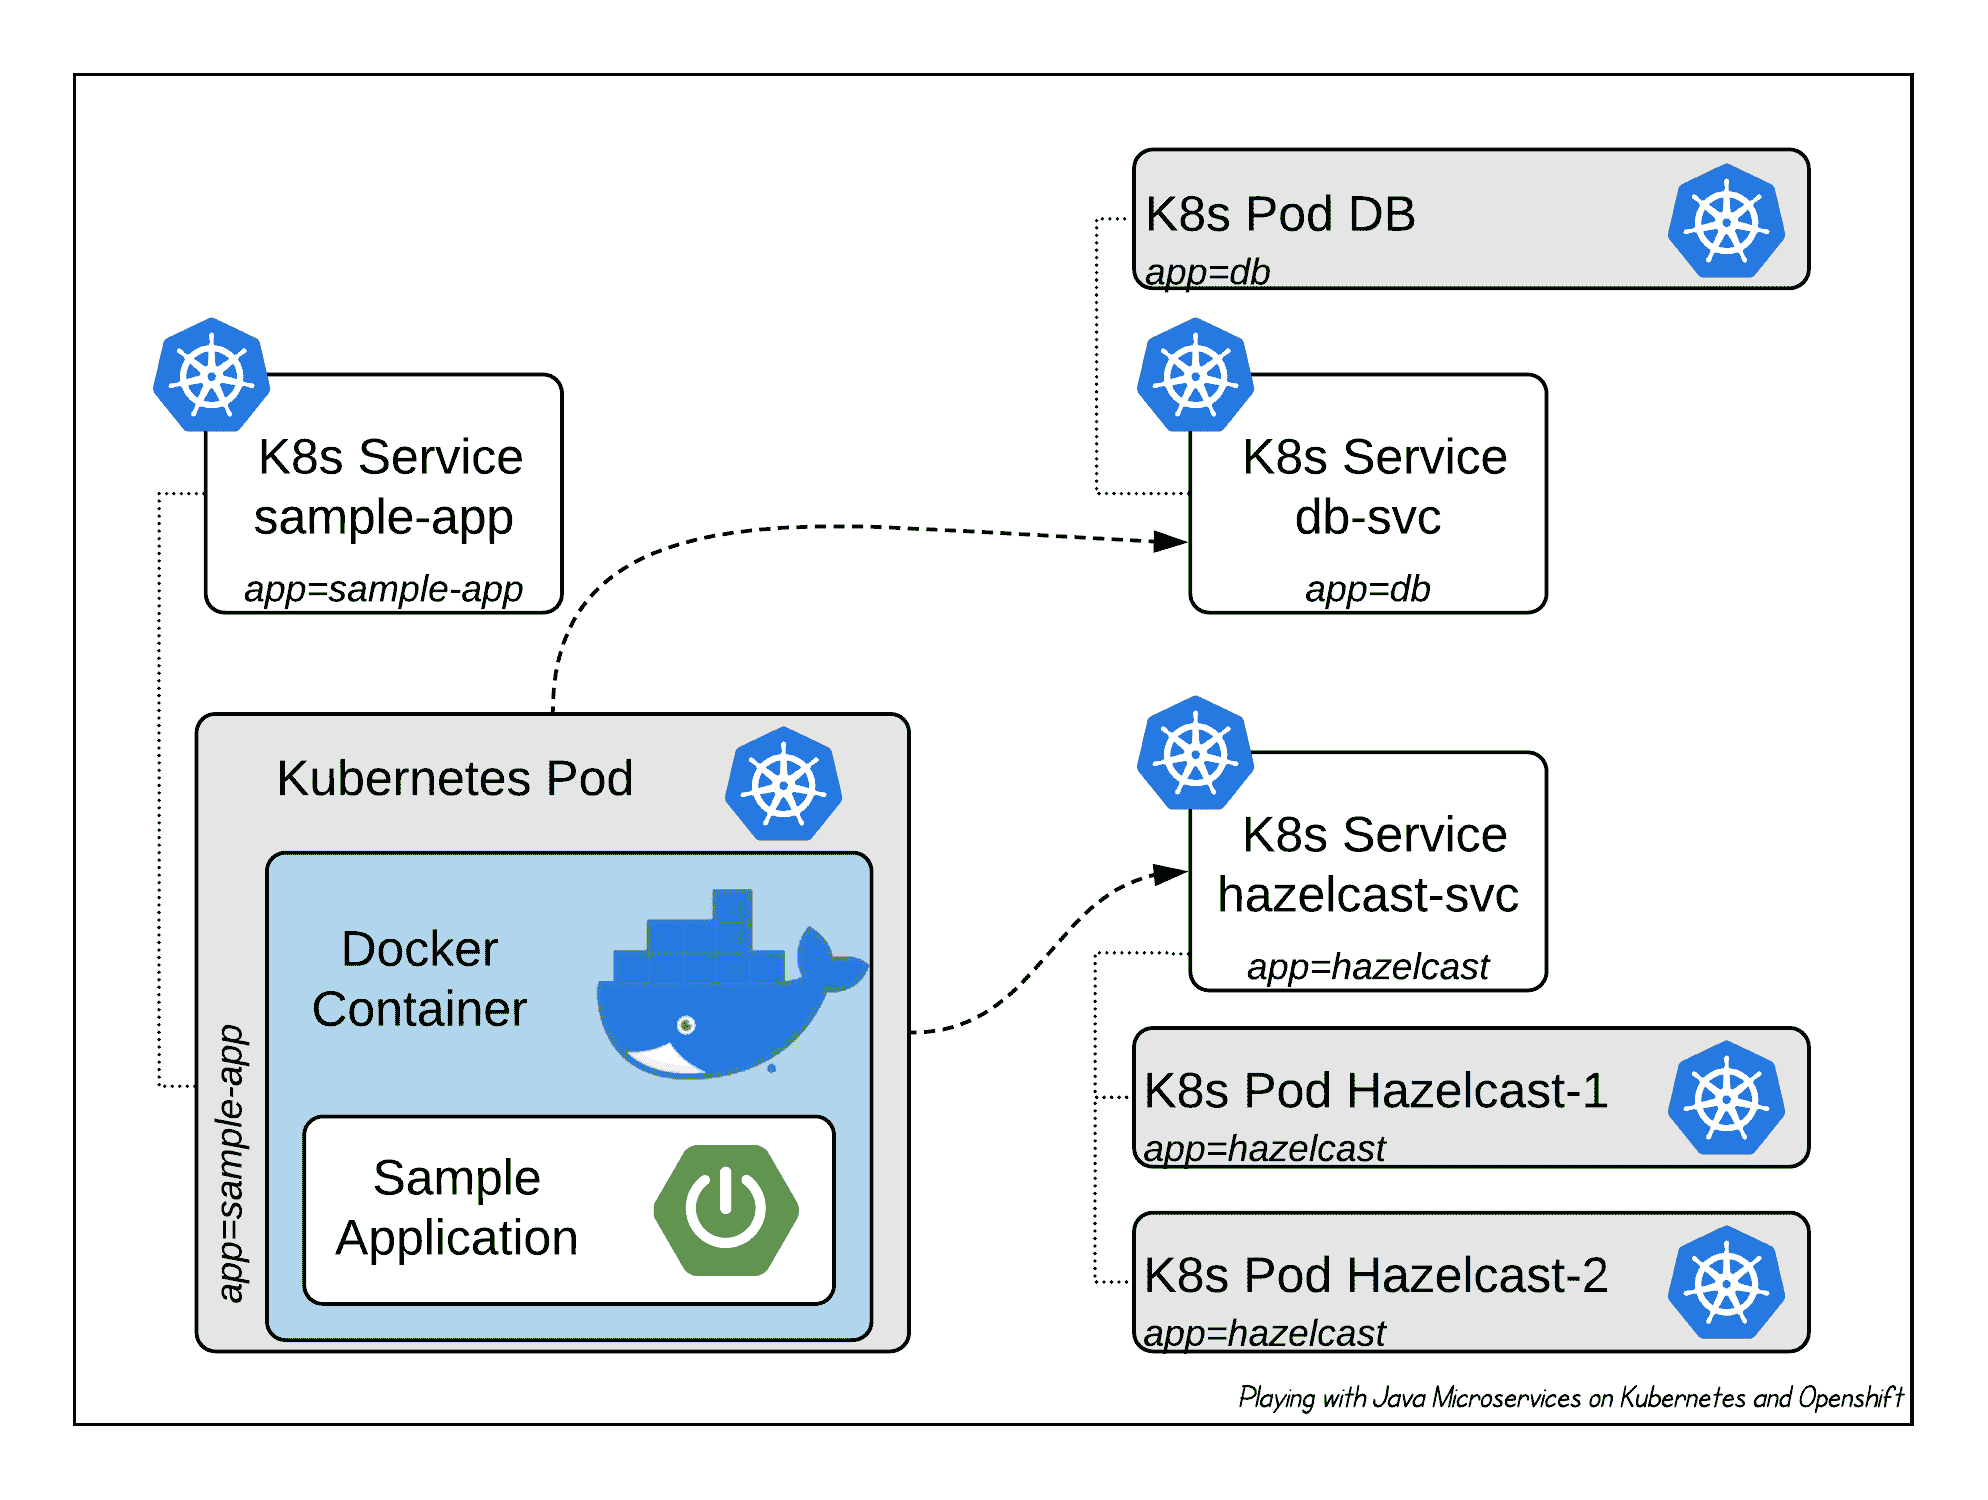 K8s Pod DB
app=db
K8s Service
sample-app
app=sample-app
K8s Service
db-svc
app=db
Kubernetes Pod
Docker
Container
Sample
Application
app=sample-app
K8s Service
hazelcast-svc
app=hazelcast
K8s Pod Hazelcast-1
app=hazelcast
K8s Pod Hazelcast-2
app=hazelcast
Playing with Java Microservices on Kubernetes and Openshift